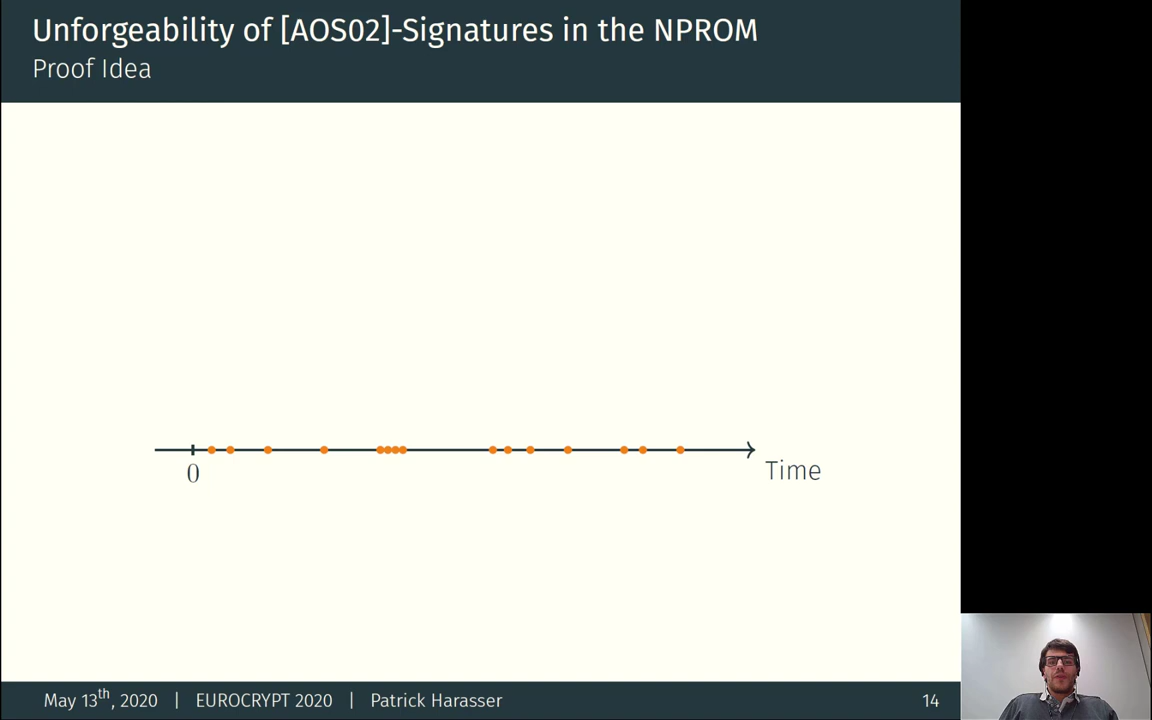 Unforgeability of [AOS02]-Signatures in the NPROM
Proof Idea
0
Time
May 13th, 2020 | EUROCRYPT 2020 | Patrick Harasser
14